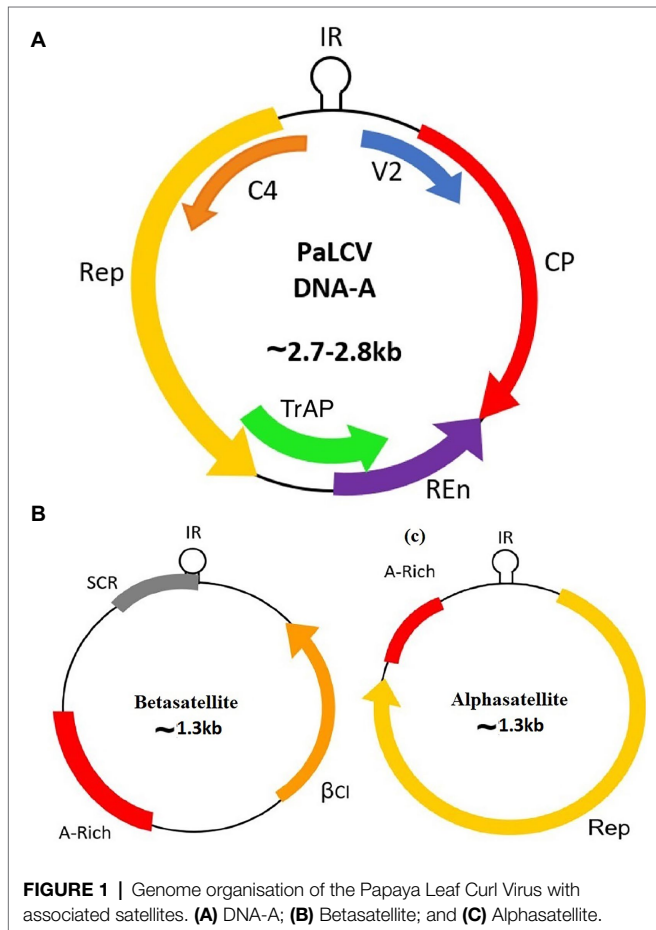 A
IR
C4
V2
Rep
CP
PaLCV
DNA-A
~2.7-2.8kb
TrAP
REn
B
IR
SCR
Betasatellite
~1.3kb
βCI
A-Rich
(c)
IR
A-Rich
Alphasatellite
~1.3kb
Rep
FIGURE 1 | Genome organisation of the Papaya Leaf Curl Virus with
associated satellites. (A) DNA-A; (B) Betasatellite; and (C) Alphasatellite.